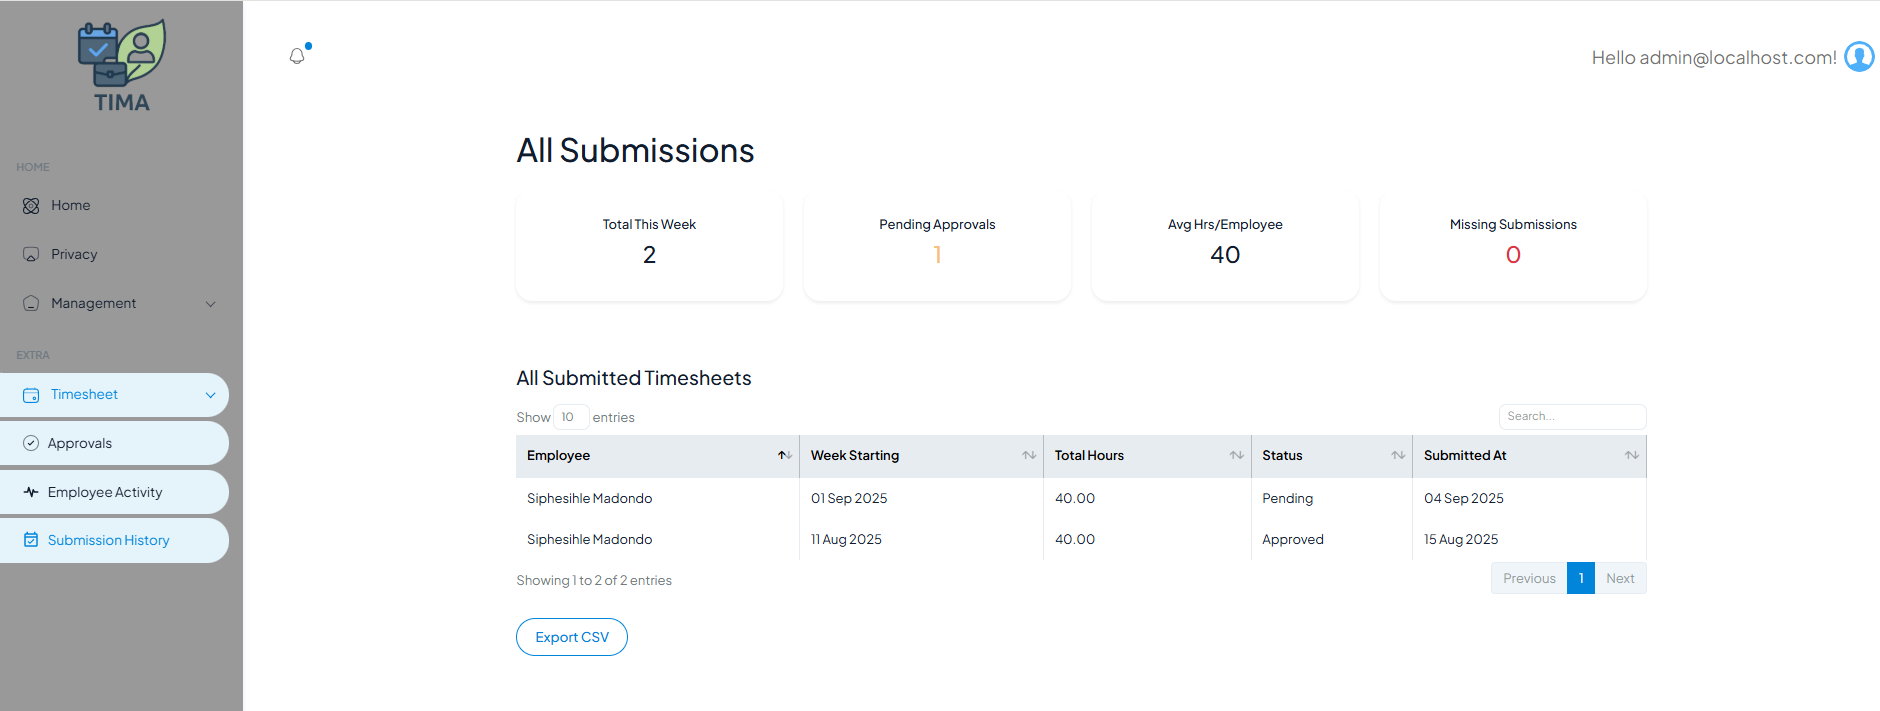 TIMA
Hello admin@localhost.com!
HOME
Home
Privacy
Management
EXTRA
Timesheet
Approvals
Employee Activity
Submission History
All Submissions
Total This Week
2
Pending Approvals
1
Avg Hrs/Employee
40
Missing Submissions
0
All Submitted Timesheets
Show 10 entries
Search...
Employee Week Starting Total Hours Status Submitted At
Siphesihle Madondo 01 Sep 2025 40.00 Pending 04 Sep 2025
Siphesihle Madondo 11 Aug 2025 40.00 Approved 15 Aug 2025
Showing 1 to 2 of 2 entries
Previous 1 Next
Export CSV